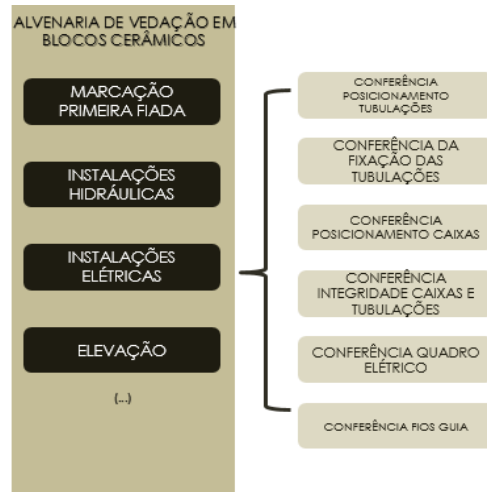 ALVENARIA DE VEDAÇÃO EM
BLOCOS CERÂMICOS
MARCAÇÃO
PRIMEIRA FIADA
INSTALAÇÕES
HIDRÁULICAS
INSTALAÇÕES
ELÉTRICAS
ELEVAÇÃO
(...)
CONFERÊNCIA
POSICIONAMENTO
TUBULAÇÕES
CONFERÊNCIA DA
FIXAÇÃO DAS
TUBULAÇÕES
CONFERÊNCIA
POSICIONAMENTO CAIXAS
CONFERÊNCIA
INTEGRIDADE CAIXAS E
TUBULAÇÕES
CONFERÊNCIA QUADRO
ELÉTRICO
CONFERÊNCIA FIOS GUIA